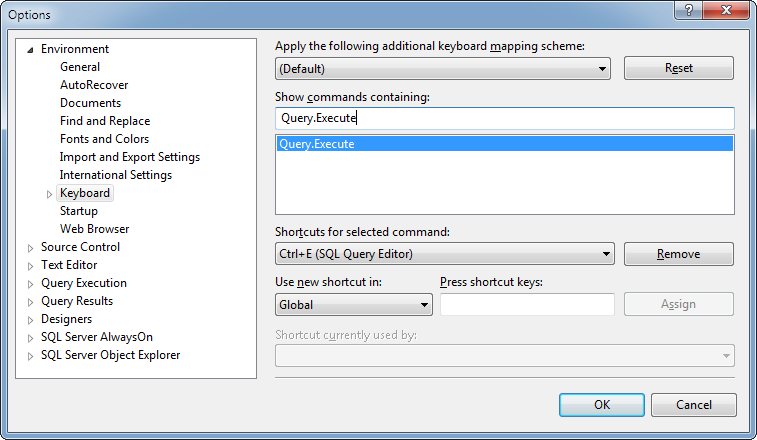 Options
Environment
General
AutoRecover
Documents
Find and Replace
Fonts and Colors
Import and Export Settings
International Settings
Keyboard
Startup
Web Browser
Source Control
Text Editor
Query Execution
Query Results
Designers
SQL Server AlwaysOn
SQL Server Object Explorer
Apply the following additional keyboard mapping scheme:
(Default)
Reset
Show commands containing:
Query.Execute
Query.Execute
Shortcuts for selected command:
Ctrl+E (SQL Query Editor)
Remove
Use new shortcut in:
Press shortcut keys:
Global
Assign
Shortcut currently used by:
OK
Cancel